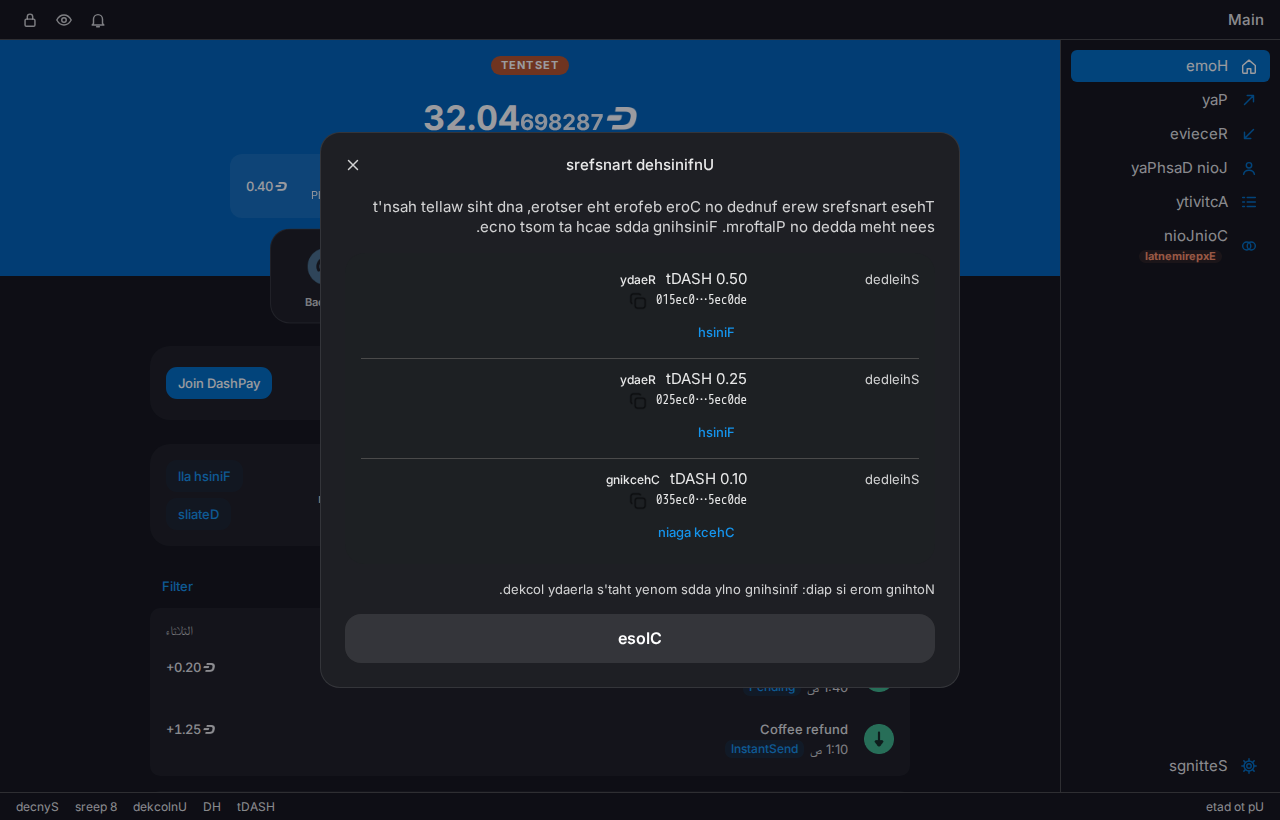 Main
TENTSET
32.04698287
0.40
emoH
yaP
evieceR
yaPhsaD nioJ
ytivitcA
nioJnioC
latnemirepxE
sgnitteS
srefsnart dehsinifnU
t'nsah tellaw siht dna ,erotser eht erofeb eroC no dednuf erew srefsnart esehT
.ecno tsom ta hcae sdda gnihsiniF .mroftalP no dedda meht nees
dedleihS
ydaeR tDASH 0.50
015ec0⋯5ec0de
hsiniF
dedleihS
ydaeR tDASH 0.25
025ec0⋯5ec0de
hsiniF
dedleihS
gnikcehC tDASH 0.10
035ec0⋯5ec0de
niaga kcehC
.dekcol ydaerla s'taht yenom sdda ylno gnihsinif :diap si erom gnihtoN
esolC
Join DashPay
lla hsiniF
sliateD
Filter
الثلاثاء
+0.20
Pending
1:40 ص
+1.25
Coffee refund
InstantSend 1:10 ص
decnyS sreep 8 dekcolnU DH tDASH
etad ot pU